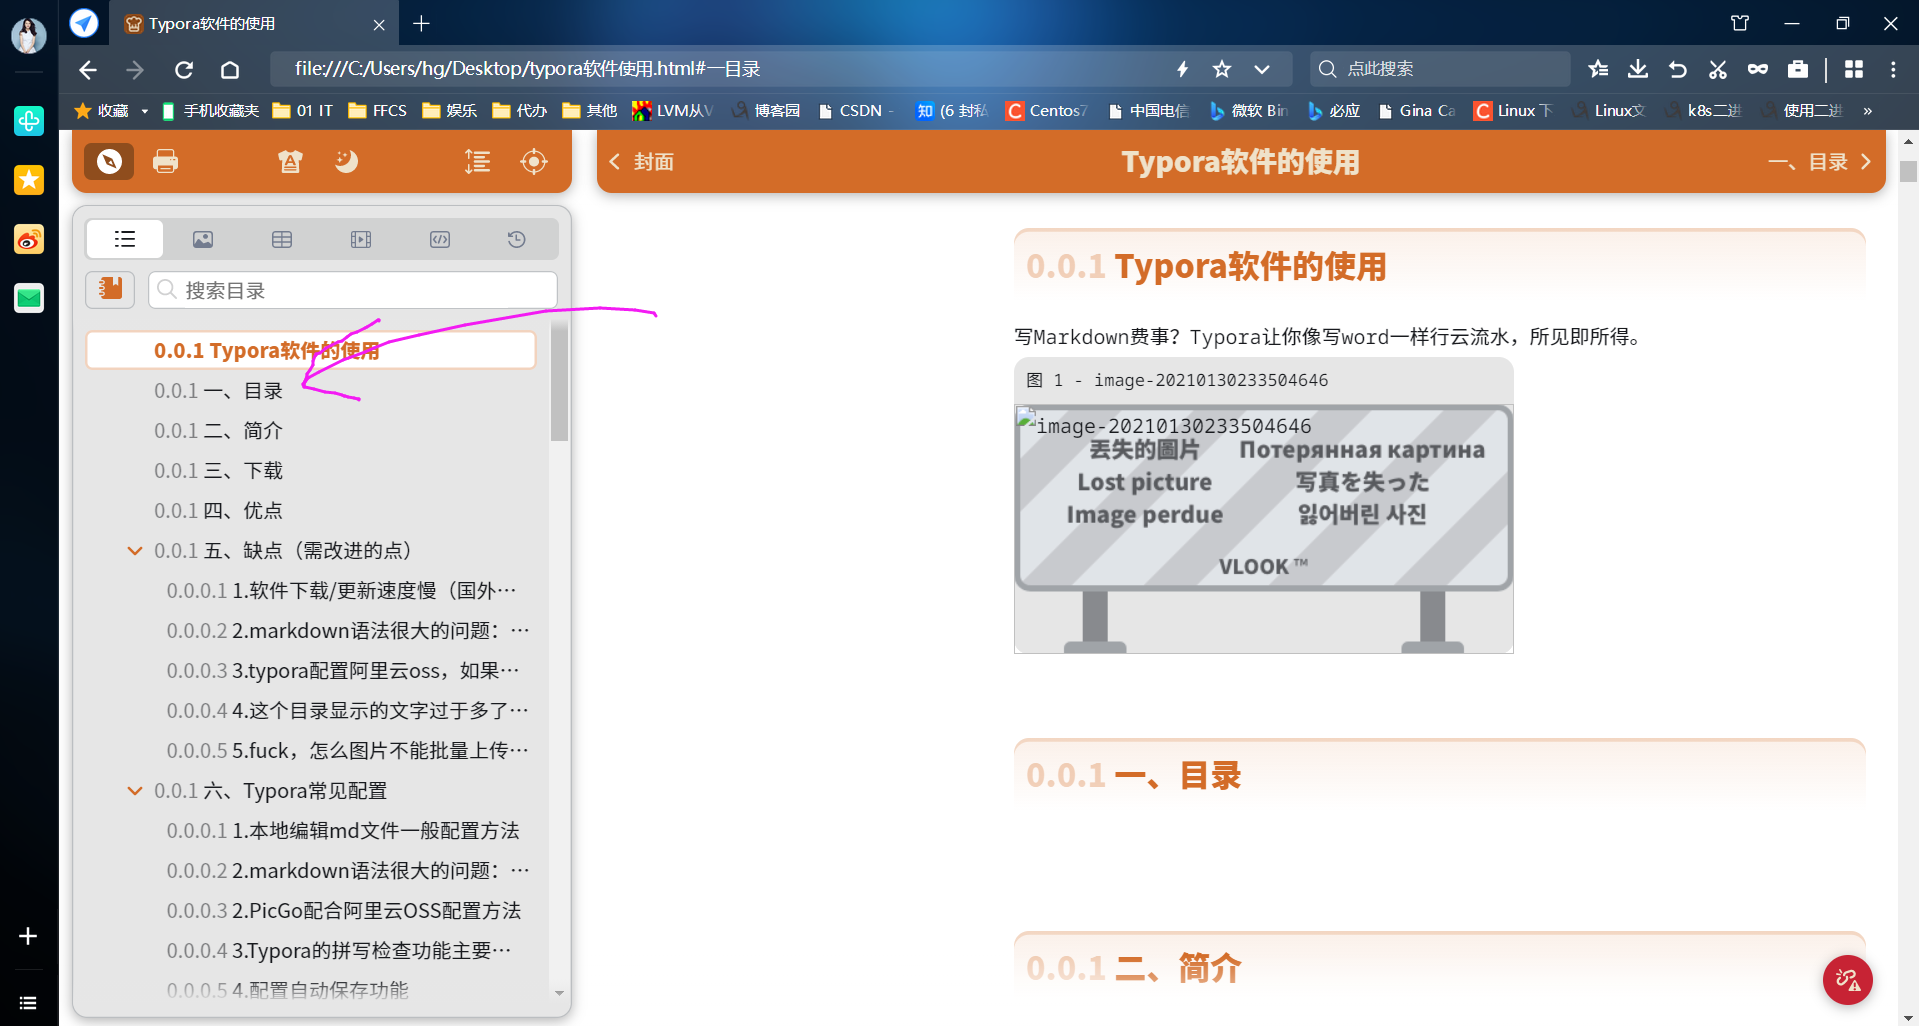 Typora软件的使用
file:///C:/Users/hg/Desktop/typora软件使用.html#一目录
点此搜索
收藏
手机收藏夹
01 IT
FFCS
娱乐
代办
其他
LVM从V
博客园
CSDN -
知 (6 封私
C Centos7
中国电信
微软 Bin
必应
Gina Ca
C Linux 下
Linux文
k8s二进
使用二进
»
封面
Typora软件的使用
一、目录
搜索目录
0.0.1 Typora软件的使用
0.0.1 一、目录
0.0.1 二、简介
0.0.1 三、下载
0.0.1 四、优点
0.0.1 五、缺点（需改进的点）
0.0.0.1 1.软件下载/更新速度慢（国外···
0.0.0.2 2.markdown语法很大的问题：···
0.0.0.3 3.typora配置阿里云oss，如果···
0.0.0.4 4.这个目录显示的文字过于多了···
0.0.0.5 5.fuck，怎么图片不能批量上传···
0.0.1 六、Typora常见配置
0.0.0.1 1.本地编辑md文件一般配置方法
0.0.0.2 2.markdown语法很大的问题：···
0.0.0.3 2.PicGo配合阿里云OSS配置方法
0.0.0.4 3.Typora的拼写检查功能主要···
0.0.0.5 4.配置自动保存功能
0.0.1 Typora软件的使用
写Markdown费事？Typora让你像写word一样行云流水，所见即所得。
图 1 - image-20210130233504646
image-20210130233504646
丟失的圖片 Потерянная картина
Lost picture 写真を失った
Image perdue 잃어버린 사진
VLOOK ™
0.0.1 一、目录
0.0.1 二、简介